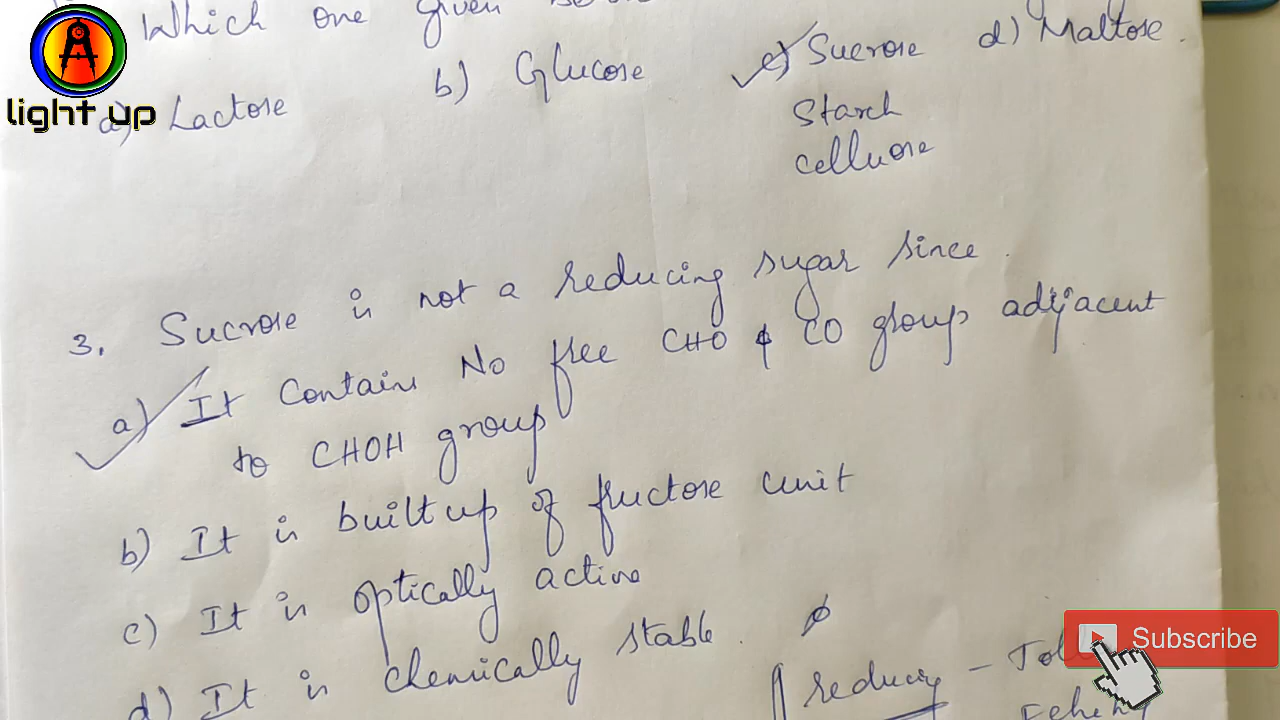 Which one given
a) Lactose b) Glucose c) Sucrose d) Maltose.
Starch
celluose
3. Sucrose is not a reducing sugar since.
a) It contains No free CHO & CO group adjacent
to CHOH group
b) It is built up of fructose unit
c) It is optically active
d) It is chemically stable.
reducing -
light up
Subscribe